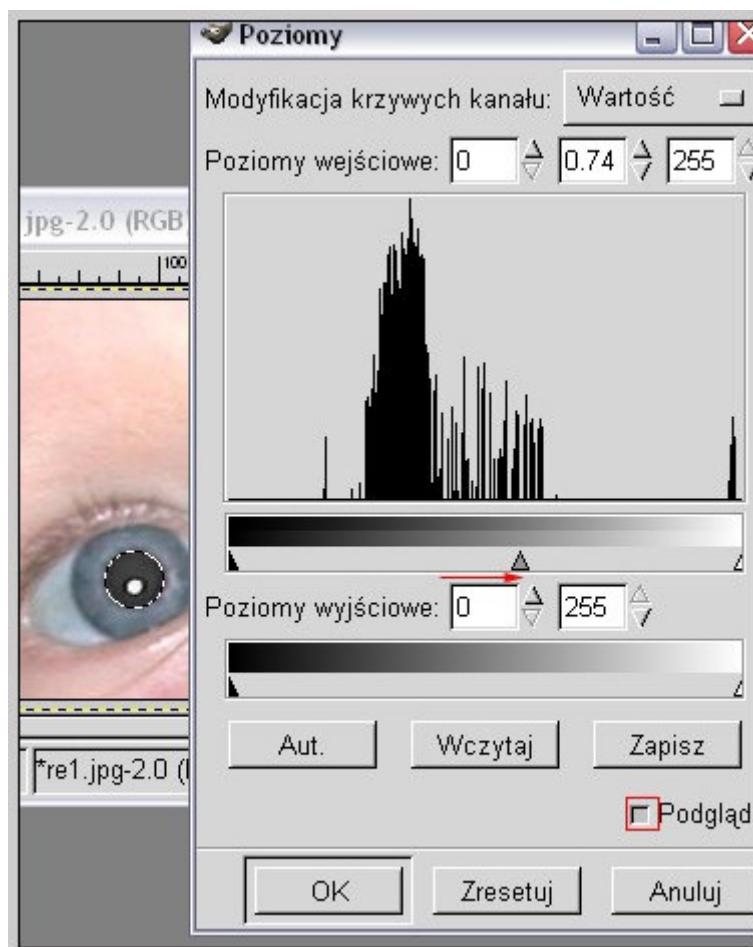 Poziomy
Modyfikacja krzywych kanału: Wartość
Poziomy wejściowe: 0 0.74 255
jpg-2.0 (RGB)
100
Poziomy wyjściowe: 0 255
Aut. Wczytaj Zapisz
*re1.jpg-2.0 (
Podgląd
OK Zresetuj Anuluj